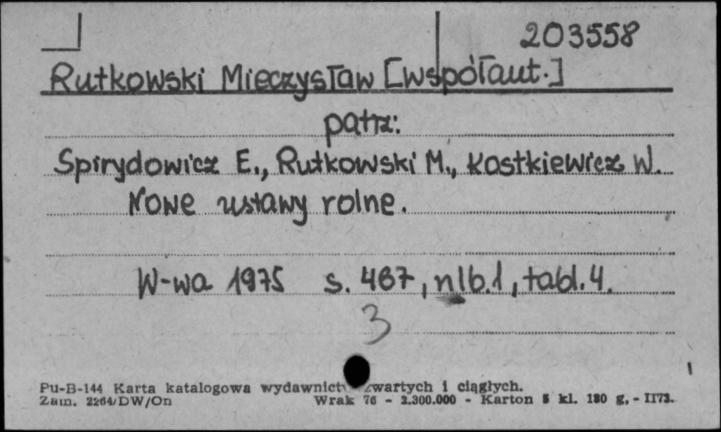 203558
Rutkowski Mieczysław [współaut.]
patrz:
Spirydowicz E., Rutkowski M., Kostkiewicz W.
Nowe ustawy rolne.
W-wa 1975 s. 467, nlb.1, tabl. 4.
3
Pu-B-144 Karta katalogowa wydawnict zwartych i ciągłych.
Zam. 2264/DW/On Wrak 76 - 2.300.000 - Karton 5 kl. 180 g. - II73.